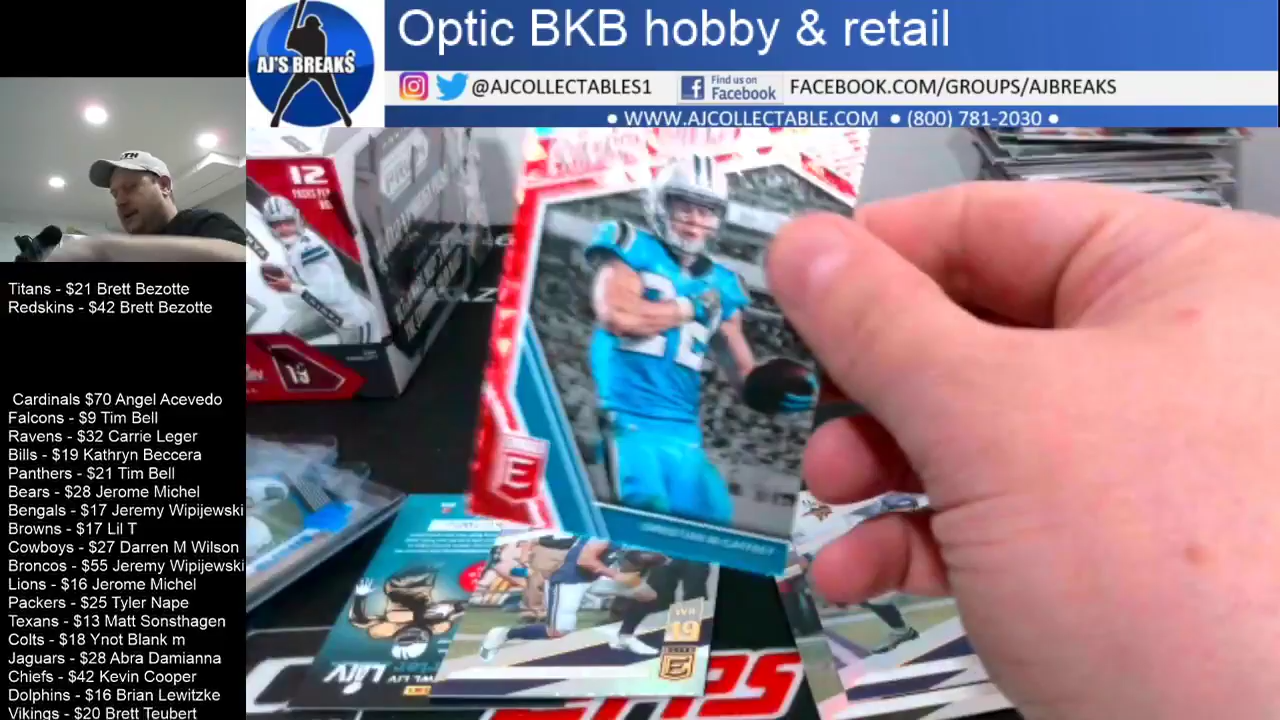 Optic BKB hobby & retail
AJ'S BREAKS
@AJCOLLECTABLES1
Find us on
Facebook
FACEBOOK.COM/GROUPS/AJBREAKS
● WWW.AJCOLLECTABLE.COM ● (800) 781-2030 ●
12
PACKS PER
22
E
WR
19
E
Titans - $21 Brett Bezotte
Redskins - $42 Brett Bezotte
Cardinals $70 Angel Acevedo
Falcons - $9 Tim Bell
Ravens - $32 Carrie Leger
Bills - $19 Kathryn Beccera
Panthers - $21 Tim Bell
Bears - $28 Jerome Michel
Bengals - $17 Jeremy Wipijewski
Browns - $17 Lil T
Cowboys - $27 Darren M Wilson
Broncos - $55 Jeremy Wipijewski
Lions - $16 Jerome Michel
Packers - $25 Tyler Nape
Texans - $13 Matt Sonsthagen
Colts - $18 Ynot Blank m
Jaguars - $28 Abra Damianna
Chiefs - $42 Kevin Cooper
Dolphins - $16 Brian Lewitzke
Vikings - $20 Brett Teubert